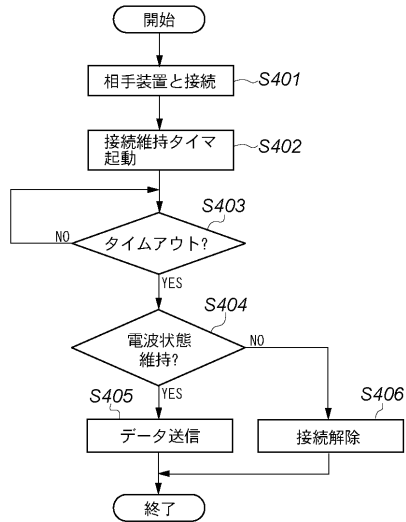 開始
相手装置と接続
S401
接続維持タイマ
起動
S402
S403
タイムアウト?
NO
YES
S404
電波状態
維持?
NO
YES
S405
データ送信
S406
接続解除
終了